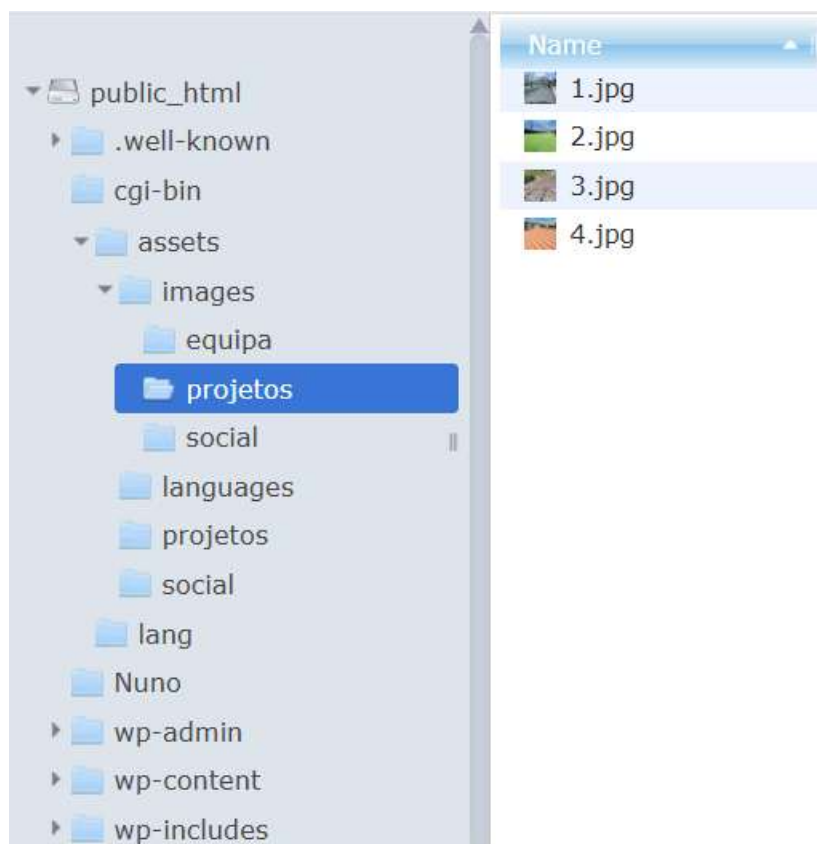 public_html
.well-known
cgi-bin
assets
images
equipa
projetos
social
languages
projetos
social
lang
Nuno
wp-admin
wp-content
wp-includes
Name
1.jpg
2.jpg
3.jpg
4.jpg